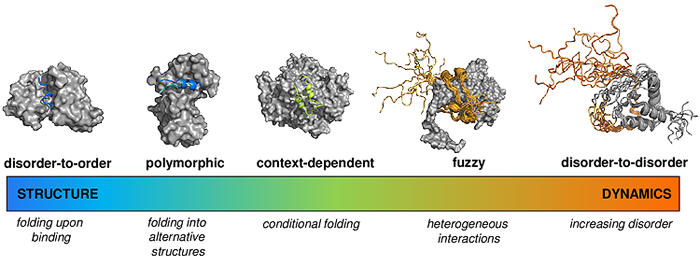 disorder-to-order polymorphic context-dependent fuzzy disorder-to-disorder
STRUCTURE DYNAMICS
folding upon folding into conditional folding heterogeneous increasing disorder
binding alternative interactions
structures